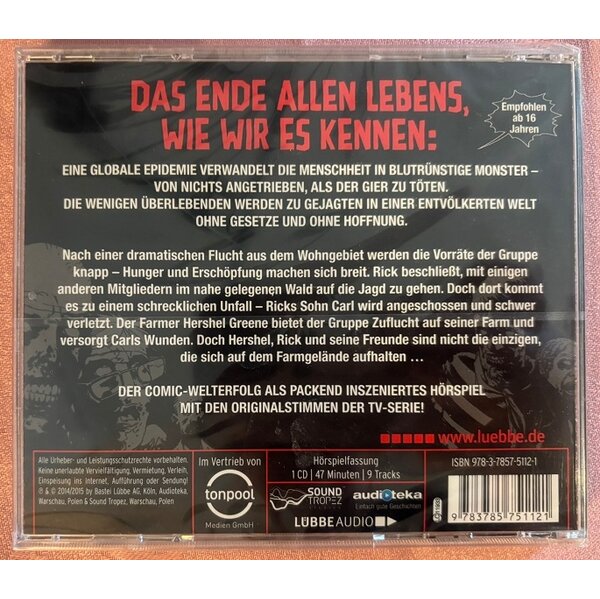 DAS ENDE ALLEN LEBENS,
WIE WIR ES KENNEN:
Empfohlen
ab 16
Jahren
EINE GLOBALE EPIDEMIE VERWANDELT DIE MENSCHHEIT IN BLUTRÜNSTIGE MONSTER –
VON NICHTS ANGETRIEBEN, ALS DER GIER ZU TÖTEN.
DIE WENIGEN ÜBERLEBENDEN WERDEN ZU GEJAGTEN IN EINER ENTVÖLKERTEN WELT
OHNE GESETZE UND OHNE HOFFNUNG.
Nach einer dramatischen Flucht aus dem Wohngebiet werden die Vorräte der Gruppe
knapp – Hunger und Erschöpfung machen sich breit. Rick beschließt, mit einigen
anderen Mitgliedern im nahe gelegenen Wald auf die Jagd zu gehen. Doch dort kommt
es zu einem schrecklichen Unfall – Ricks Sohn Carl wird angeschossen und schwer
verletzt. Der Farmer Hershel Greene bietet der Gruppe Zuflucht auf seiner Farm und
versorgt Carls Wunden. Doch Hershel, Rick und seine Freunde sind nicht die einzigen,
die sich auf dem Farmgelände aufhalten ...
DER COMIC-WELTERFOLG ALS PACKEND INSZENIERTES HÖRSPIEL
MIT DEN ORIGINALSTIMMEN DER TV-SERIE!
www.luebbe.de
Alle Urheber- und Leistungsschutzrechte vorbehalten.
Keine unerlaubte Vervielfältigung, Vermietung, Verleih,
Einspeisung ins Internet, Aufführung oder Sendung!
℗ & © 2014/2015 by Bastei Lübbe AG, Köln, Audioteka,
Warschau, Polen & Sound Tropez, Warschau, Polen
Im Vertrieb von
tonpool
Medien GmbH
Hörspielfassung
1 CD | 47 Minuten | 9 Tracks
SOUND
TROPEZ
audioteka
Einfach gute Geschichten
LÜBBE AUDIO
ISBN 978-3-7857-5112-1
9 783785 751121